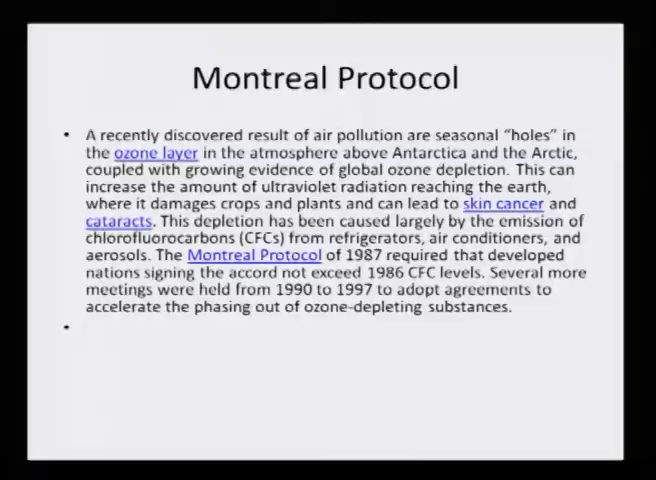 Montreal Protocol
• A recently discovered result of air pollution are seasonal “holes” in
the ozone layer in the atmosphere above Antarctica and the Arctic,
coupled with growing evidence of global ozone depletion. This can
increase the amount of ultraviolet radiation reaching the earth,
where it damages crops and plants and can lead to skin cancer and
cataracts. This depletion has been caused largely by the emission of
chlorofluorocarbons (CFCs) from refrigerators, air conditioners, and
aerosols. The Montreal Protocol of 1987 required that developed
nations signing the accord not exceed 1986 CFC levels. Several more
meetings were held from 1990 to 1997 to adopt agreements to
accelerate the phasing out of ozone-depleting substances.
•